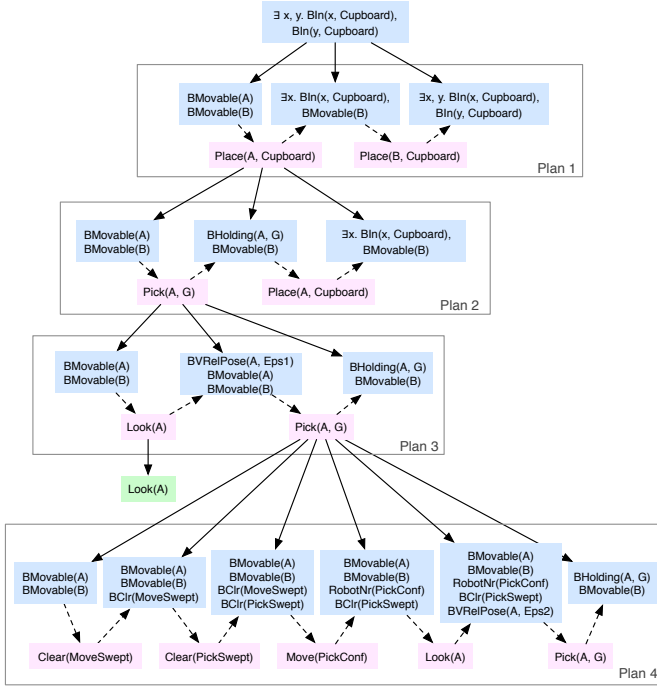 ∃ x, y. BIn(x, Cupboard),
BIn(y, Cupboard)
BMovable(A)
BMovable(B)
∃x. BIn(x, Cupboard),
BMovable(B)
∃x, y. BIn(x, Cupboard),
BIn(y, Cupboard)
Place(A, Cupboard)
Place(B, Cupboard)
Plan 1
BMovable(A)
BMovable(B)
BHolding(A, G)
BMovable(B)
∃x. BIn(x, Cupboard),
BMovable(B)
Pick(A, G)
Place(A, Cupboard)
Plan 2
BMovable(A)
BMovable(B)
BVRelPose(A, Eps1)
BMovable(A)
BMovable(B)
BHolding(A, G)
BMovable(B)
Look(A)
Pick(A, G)
Plan 3
Look(A)
BMovable(A)
BMovable(B)
BMovable(A)
BMovable(B)
BClr(MoveSwept)
BMovable(A)
BMovable(B)
BClr(MoveSwept)
BClr(PickSwept)
BMovable(A)
BMovable(B)
RobotNr(PickConf)
BClr(PickSwept)
BMovable(A)
BMovable(B)
RobotNr(PickConf)
BClr(PickSwept)
BVRelPose(A, Eps2)
BHolding(A, G)
BMovable(B)
Clear(MoveSwept)
Clear(PickSwept)
Move(PickConf)
Look(A)
Pick(A, G)
Plan 4